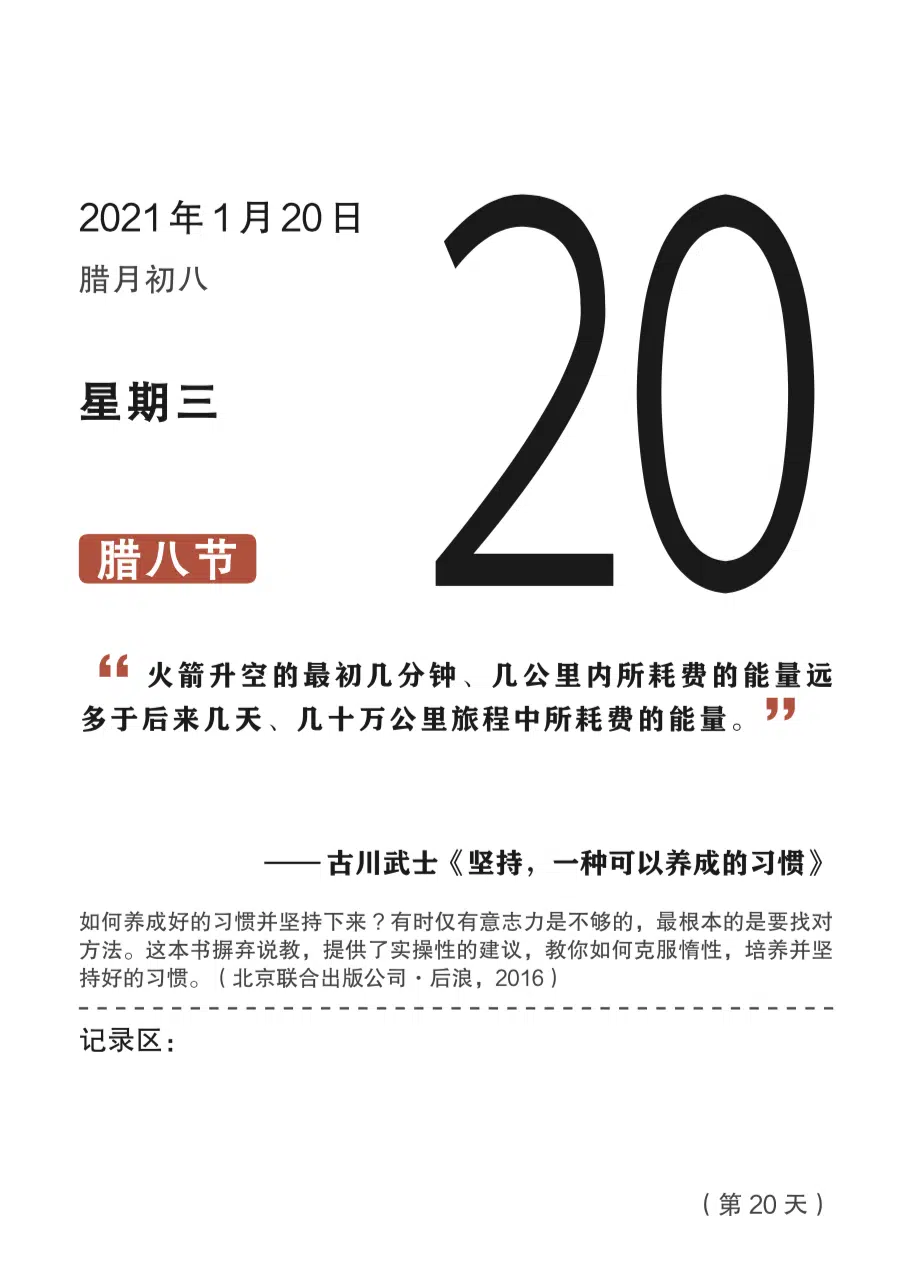 2021年1月20日
腊月初八
星期三
20
腊八节
“ 火箭升空的最初几分钟、几公里内所耗费的能量远
多于后来几天、几十万公里旅程中所耗费的能量。”
——古川武士《坚持，一种可以养成的习惯》
如何养成好的习惯并坚持下来？有时仅有意志力是不够的，最根本的是要找对
方法。这本书摒弃说教，提供了实操性的建议，教你如何克服惰性，培养并坚
持好的习惯。（北京联合出版公司·后浪，2016）
记录区：
（第 20 天）